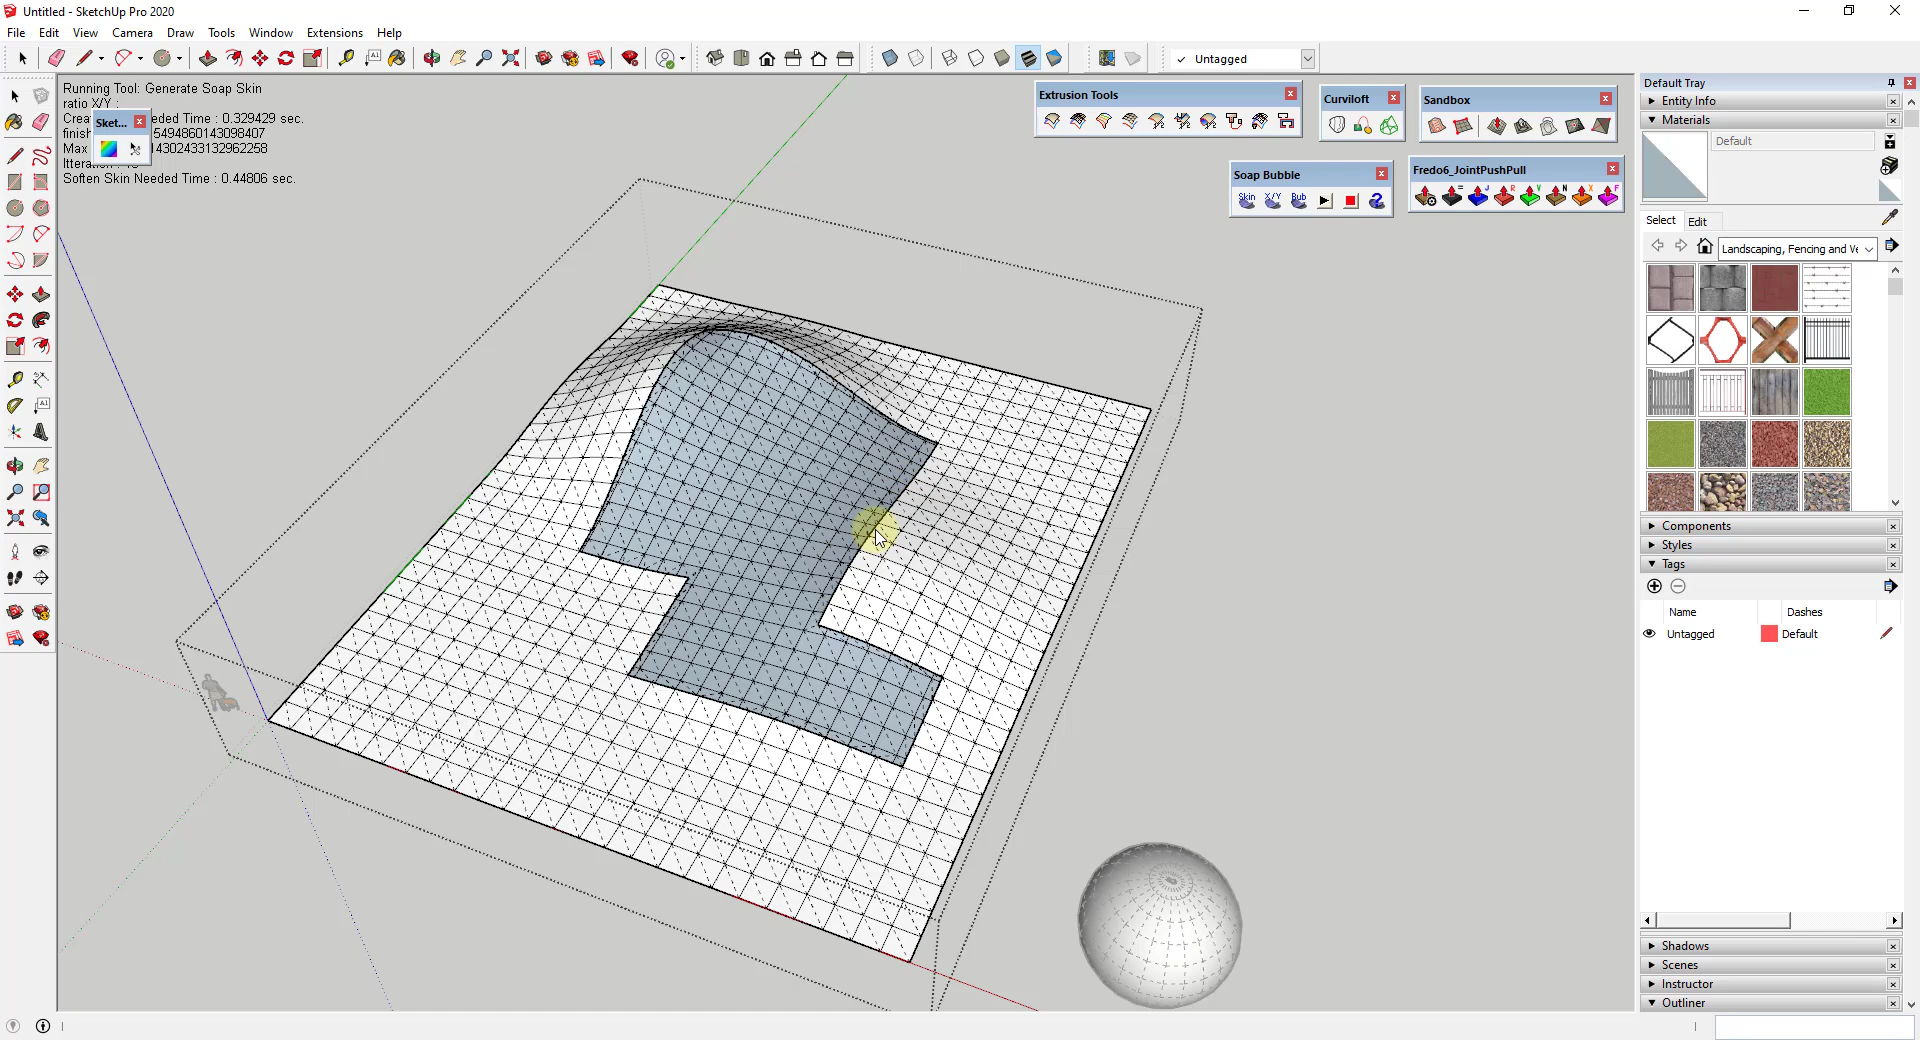 Untitled - SketchUp Pro 2020
File Edit View Camera Draw Tools Window Extensions Help
Untagged
Running Tool: Generate Soap Skin
ratio X/Y :
eded Time : 0.329429 sec.
finish 5494860143098407
Max 14302433132962258
Soften Skin Needed Time : 0.44806 sec.
Sket...
Extrusion Tools
Curviloft
Sandbox
Soap Bubble
Skin X/Y Bub
Fredo6_JointPushPull
Default Tray
Entity Info
Materials
Default
Select Edit
Landscaping, Fencing and Ve
Components
Styles
Tags
Name Dashes
Untagged Default
Shadows
Scenes
Instructor
Outliner